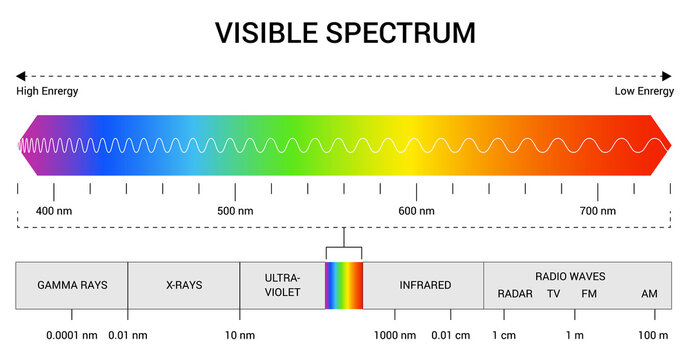 VISIBLE SPECTRUM
High Enrergy Low Enrergy
400 nm 500 nm 600 nm 700 nm
GAMMA RAYS X-RAYS ULTRA-
VIOLET INFRARED RADIO WAVES
RADAR TV FM AM
0.0001 nm 0.01 nm 10 nm 1000 nm 0.01 cm 1 cm 1 m 100 m